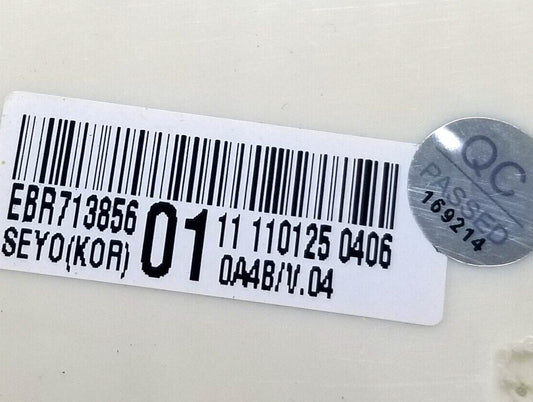 EBR713856 01 11 110125 0406
SEYO(KOR) 0A4B/V.04
QC
PASSED
169214